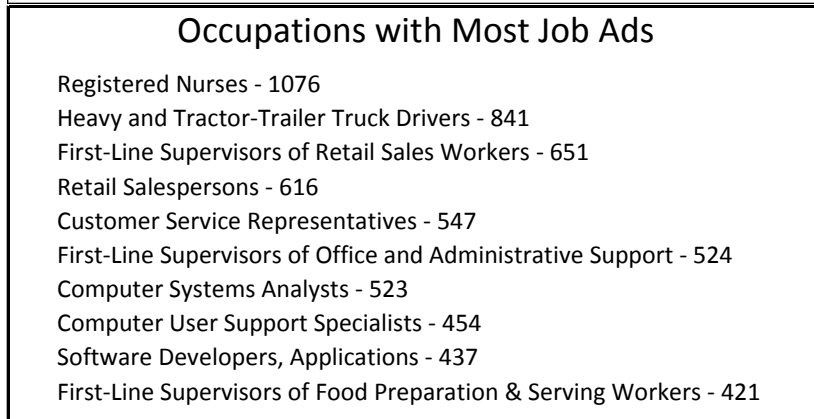 Occupations with Most Job Ads
Registered Nurses - 1076
Heavy and Tractor-Trailer Truck Drivers - 841
First-Line Supervisors of Retail Sales Workers - 651
Retail Salespersons - 616
Customer Service Representatives - 547
First-Line Supervisors of Office and Administrative Support - 524
Computer Systems Analysts - 523
Computer User Support Specialists - 454
Software Developers, Applications - 437
First-Line Supervisors of Food Preparation & Serving Workers - 421